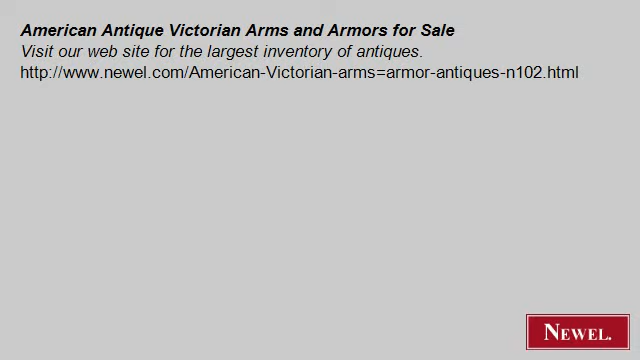 American Antique Victorian Arms and Armors for Sale
Visit our web site for the largest inventory of antiques.
http://www.newel.com/American-Victorian-arms=armor-antiques-n102.html
NEWEL.